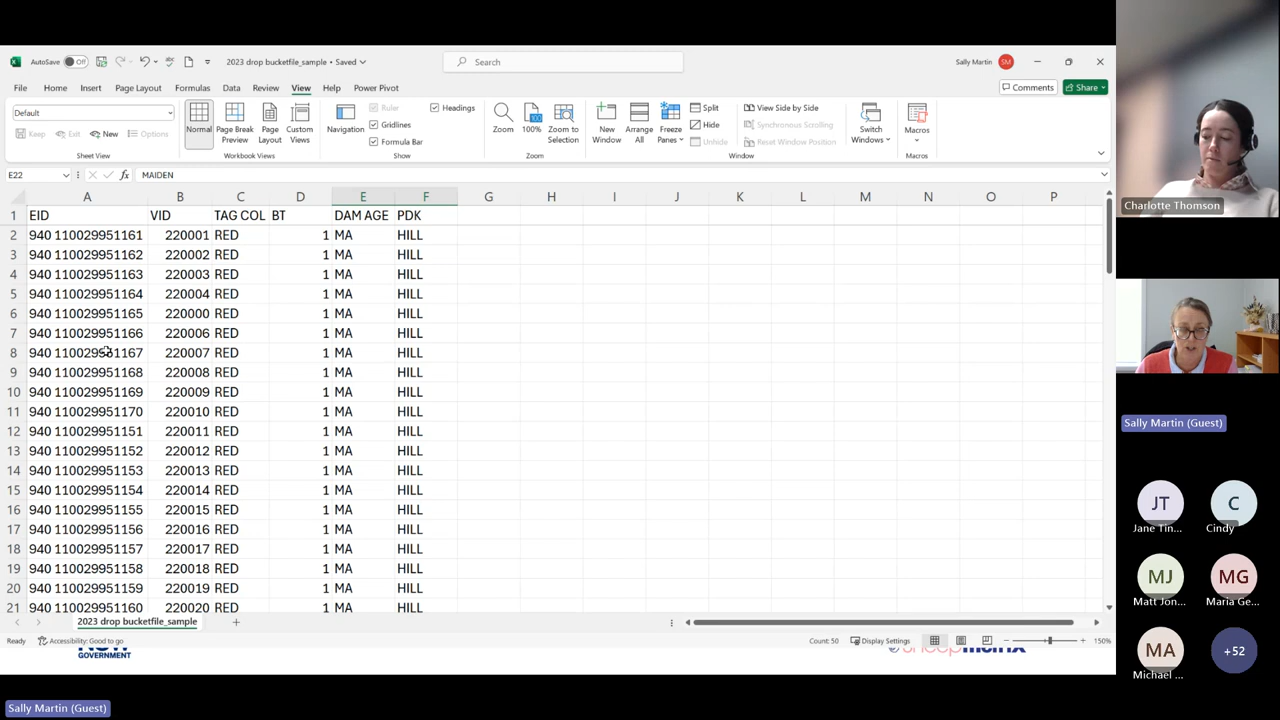 AutoSave Off 2023 drop bucketfile_sample • Saved Search Sally Martin SM
File Home Insert Page Layout Formulas Data Review View Help Power Pivot Comments Share
Default
Keep Exit New Options
Sheet View
Normal Page Break Preview Page Layout Custom Views
Workbook Views
Navigation
Ruler Headings
Gridlines
Formula Bar
Show
Zoom 100% Zoom to Selection
Zoom
New Window Arrange All Freeze Panes
Split View Side by Side
Hide Synchronous Scrolling
Unhide Reset Window Position
Window
Switch Windows
Macros
Macros
E22 fx MAIDEN
A B C D E F G H I J K L M N O P
1 EID VID TAG COL BT DAM AGE PDK
2 940 110029951161 220001 RED 1 MA HILL
3 940 110029951162 220002 RED 1 MA HILL
4 940 110029951163 220003 RED 1 MA HILL
5 940 110029951164 220004 RED 1 MA HILL
6 940 110029951165 220000 RED 1 MA HILL
7 940 110029951166 220006 RED 1 MA HILL
8 940 110029951167 220007 RED 1 MA HILL
9 940 110029951168 220008 RED 1 MA HILL
10 940 110029951169 220009 RED 1 MA HILL
11 940 110029951170 220010 RED 1 MA HILL
12 940 110029951151 220011 RED 1 MA HILL
13 940 110029951152 220012 RED 1 MA HILL
14 940 110029951153 220013 RED 1 MA HILL
15 940 110029951154 220014 RED 1 MA HILL
16 940 110029951155 220015 RED 1 MA HILL
17 940 110029951156 220016 RED 1 MA HILL
18 940 110029951157 220017 RED 1 MA HILL
19 940 110029951158 220018 RED 1 MA HILL
20 940 110029951159 220019 RED 1 MA HILL
21 940 110029951160 220020 RED 1 MA HILL
2023 drop bucketfile_sample
Ready Accessibility: Good to go Count: 50 Display Settings 150%
GOVERNMENT
Sally Martin (Guest)
Charlotte Thomson
Sally Martin (Guest)
JT C
Jane Tin... Cindy
MJ MG
Matt Jon... Maria Ge...
MA +52
Michael ...